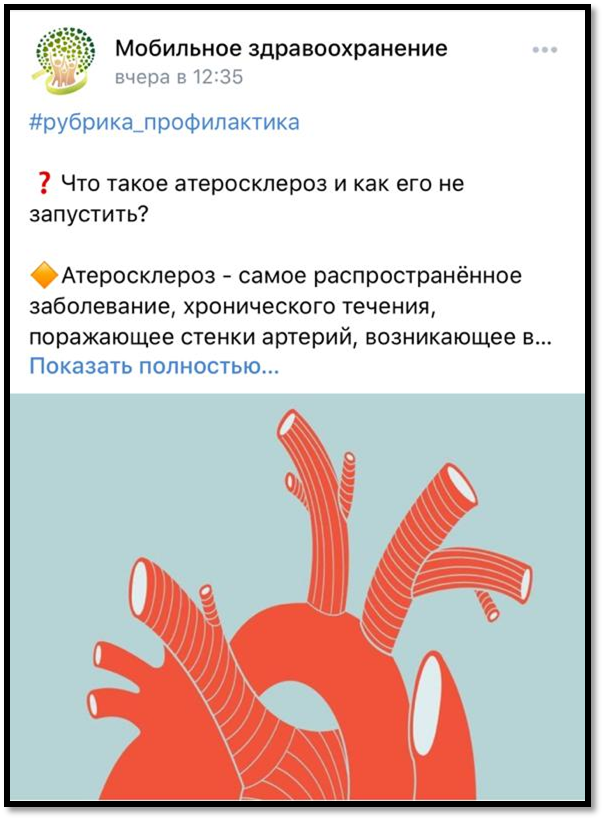 Мобильное здравоохранение
вчера в 12:35
#рубрика_профилактика
❓ Что такое атеросклероз и как его не
запустить?
🔶Атеросклероз - самое распространённое
заболевание, хронического течения,
поражающее стенки артерий, возникающее в...
Показать полностью...